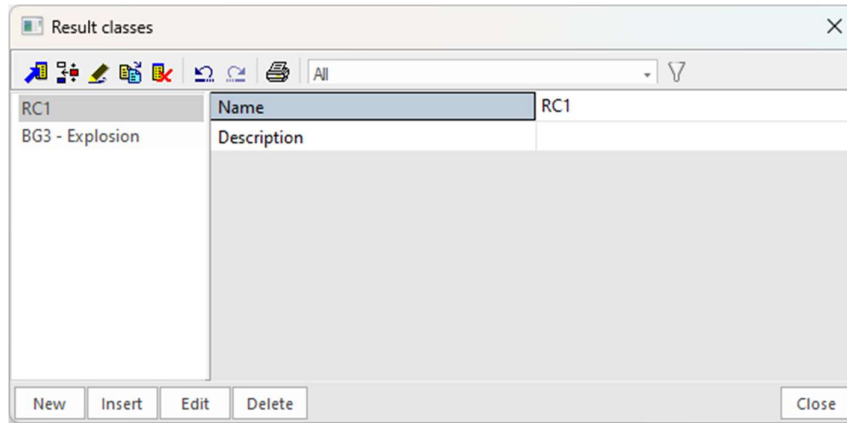 Result classes
All
RC1
Name RC1
BG3 - Explosion
Description
New Insert Edit Delete Close